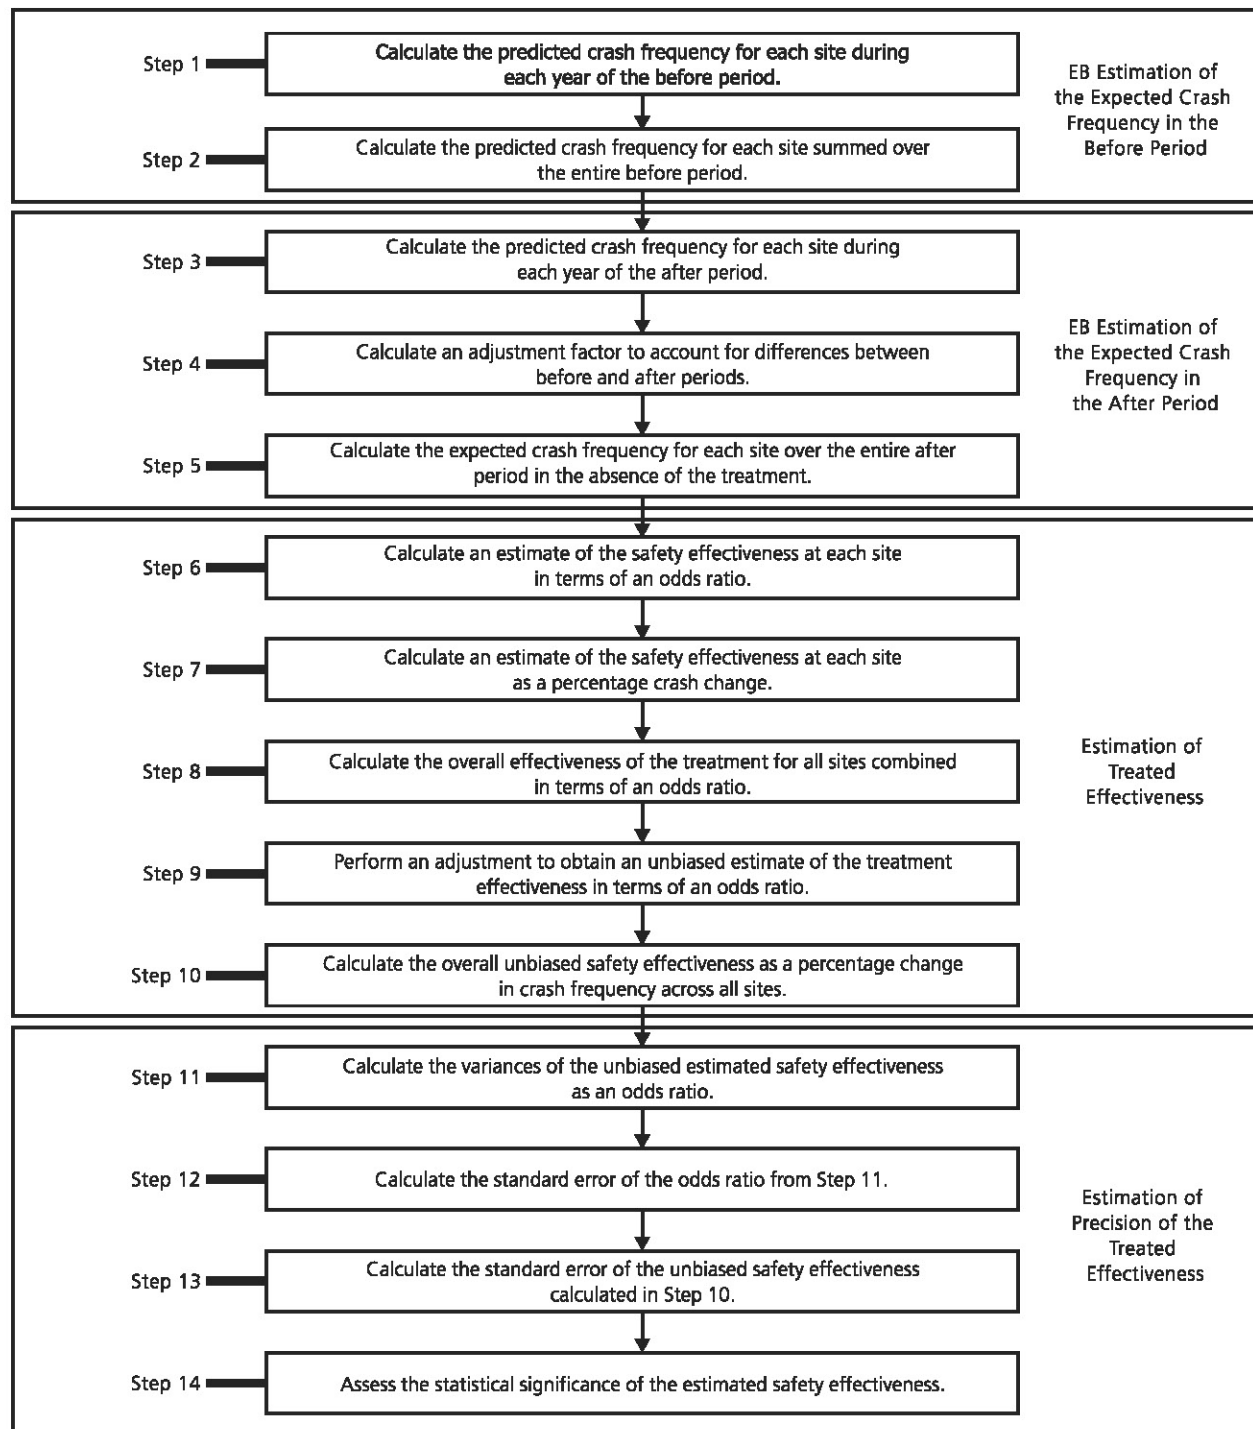 Step 1
Calculate the predicted crash frequency for each site during
each year of the before period.
Step 2
Calculate the predicted crash frequency for each site summed over
the entire before period.
EB Estimation of
the Expected Crash
Frequency in the
Before Period
Step 3
Calculate the predicted crash frequency for each site during
each year of the after period.
Step 4
Calculate an adjustment factor to account for differences between
before and after periods.
Step 5
Calculate the expected crash frequency for each site over the entire after
period in the absence of the treatment.
EB Estimation of
the Expected Crash
Frequency in
the After Period
Step 6
Calculate an estimate of the safety effectiveness at each site
in terms of an odds ratio.
Step 7
Calculate an estimate of the safety effectiveness at each site
as a percentage crash change.
Step 8
Calculate the overall effectiveness of the treatment for all sites combined
in terms of an odds ratio.
Step 9
Perform an adjustment to obtain an unbiased estimate of the treatment
effectiveness in terms of an odds ratio.
Step 10
Calculate the overall unbiased safety effectiveness as a percentage change
in crash frequency across all sites.
Estimation of
Treated
Effectiveness
Step 11
Calculate the variances of the unbiased estimated safety effectiveness
as an odds ratio.
Step 12
Calculate the standard error of the odds ratio from Step 11.
Step 13
Calculate the standard error of the unbiased safety effectiveness
calculated in Step 10.
Step 14
Assess the statistical significance of the estimated safety effectiveness.
Estimation of
Precision of the
Treated
Effectiveness